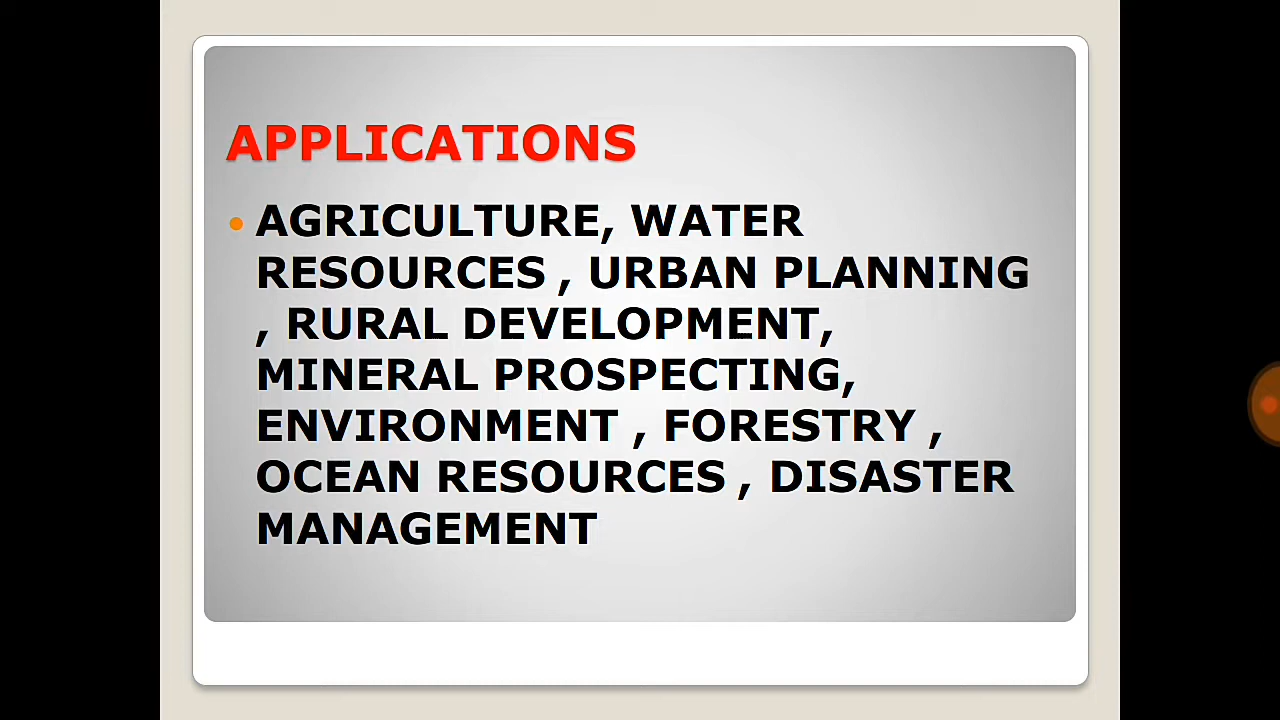 APPLICATIONS
• AGRICULTURE, WATER
RESOURCES , URBAN PLANNING
, RURAL DEVELOPMENT,
MINERAL PROSPECTING,
ENVIRONMENT , FORESTRY ,
OCEAN RESOURCES , DISASTER
MANAGEMENT